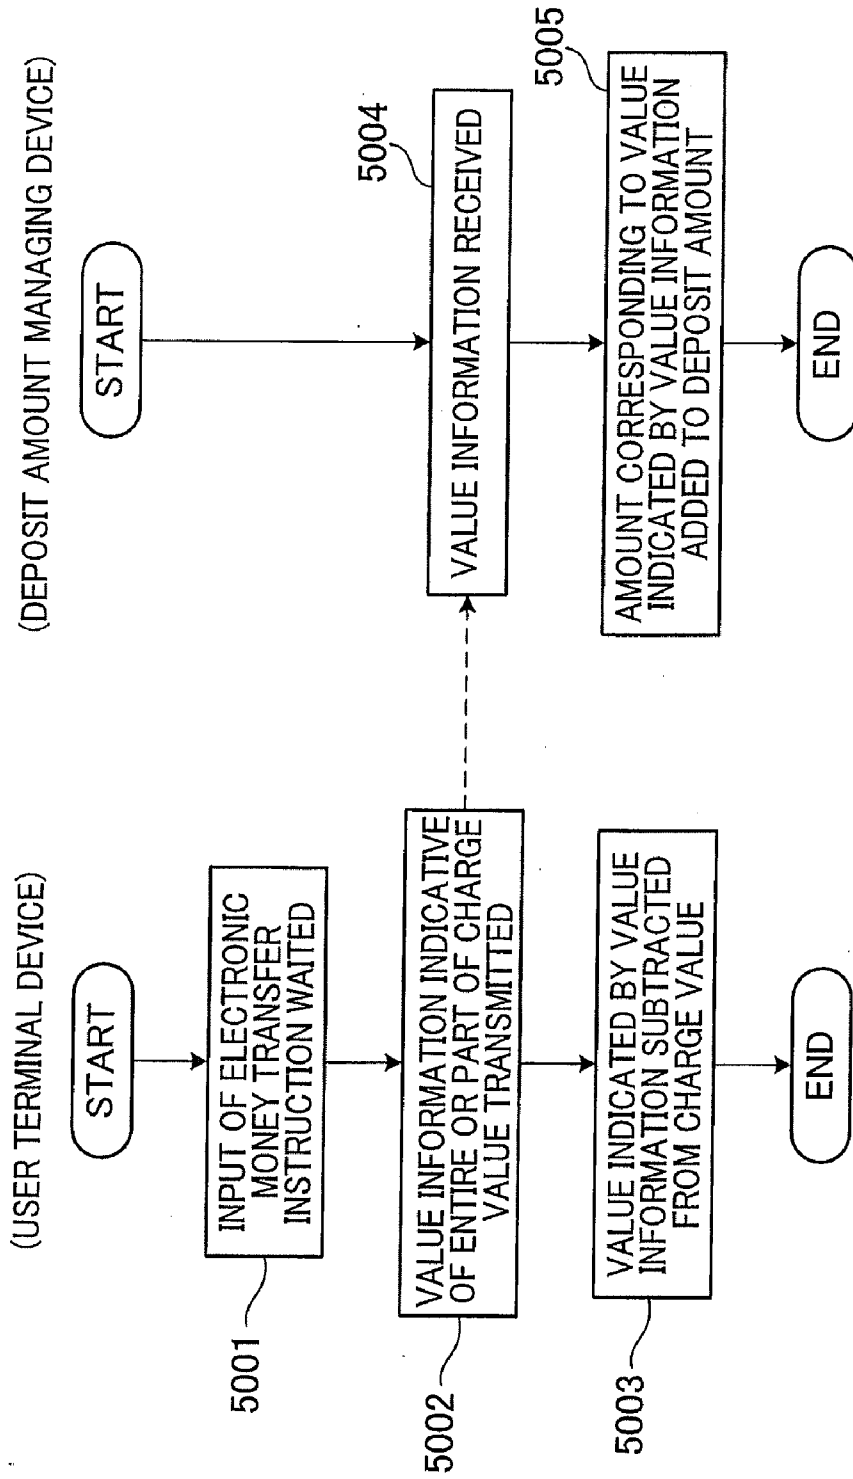 (USER TERMINAL DEVICE)
START
INPUT OF ELECTRONIC
MONEY TRANSFER
INSTRUCTION WAITED
5001
VALUE INFORMATION INDICATIVE
OF ENTIRE OR PART OF CHARGE
VALUE TRANSMITTED
5002
VALUE INDICATED BY VALUE
INFORMATION SUBTRACTED
FROM CHARGE VALUE
5003
END
(DEPOSIT AMOUNT MANAGING DEVICE)
START
5004
VALUE INFORMATION RECEIVED
5005
AMOUNT CORRESPONDING TO VALUE
INDICATED BY VALUE INFORMATION
ADDED TO DEPOSIT AMOUNT
END